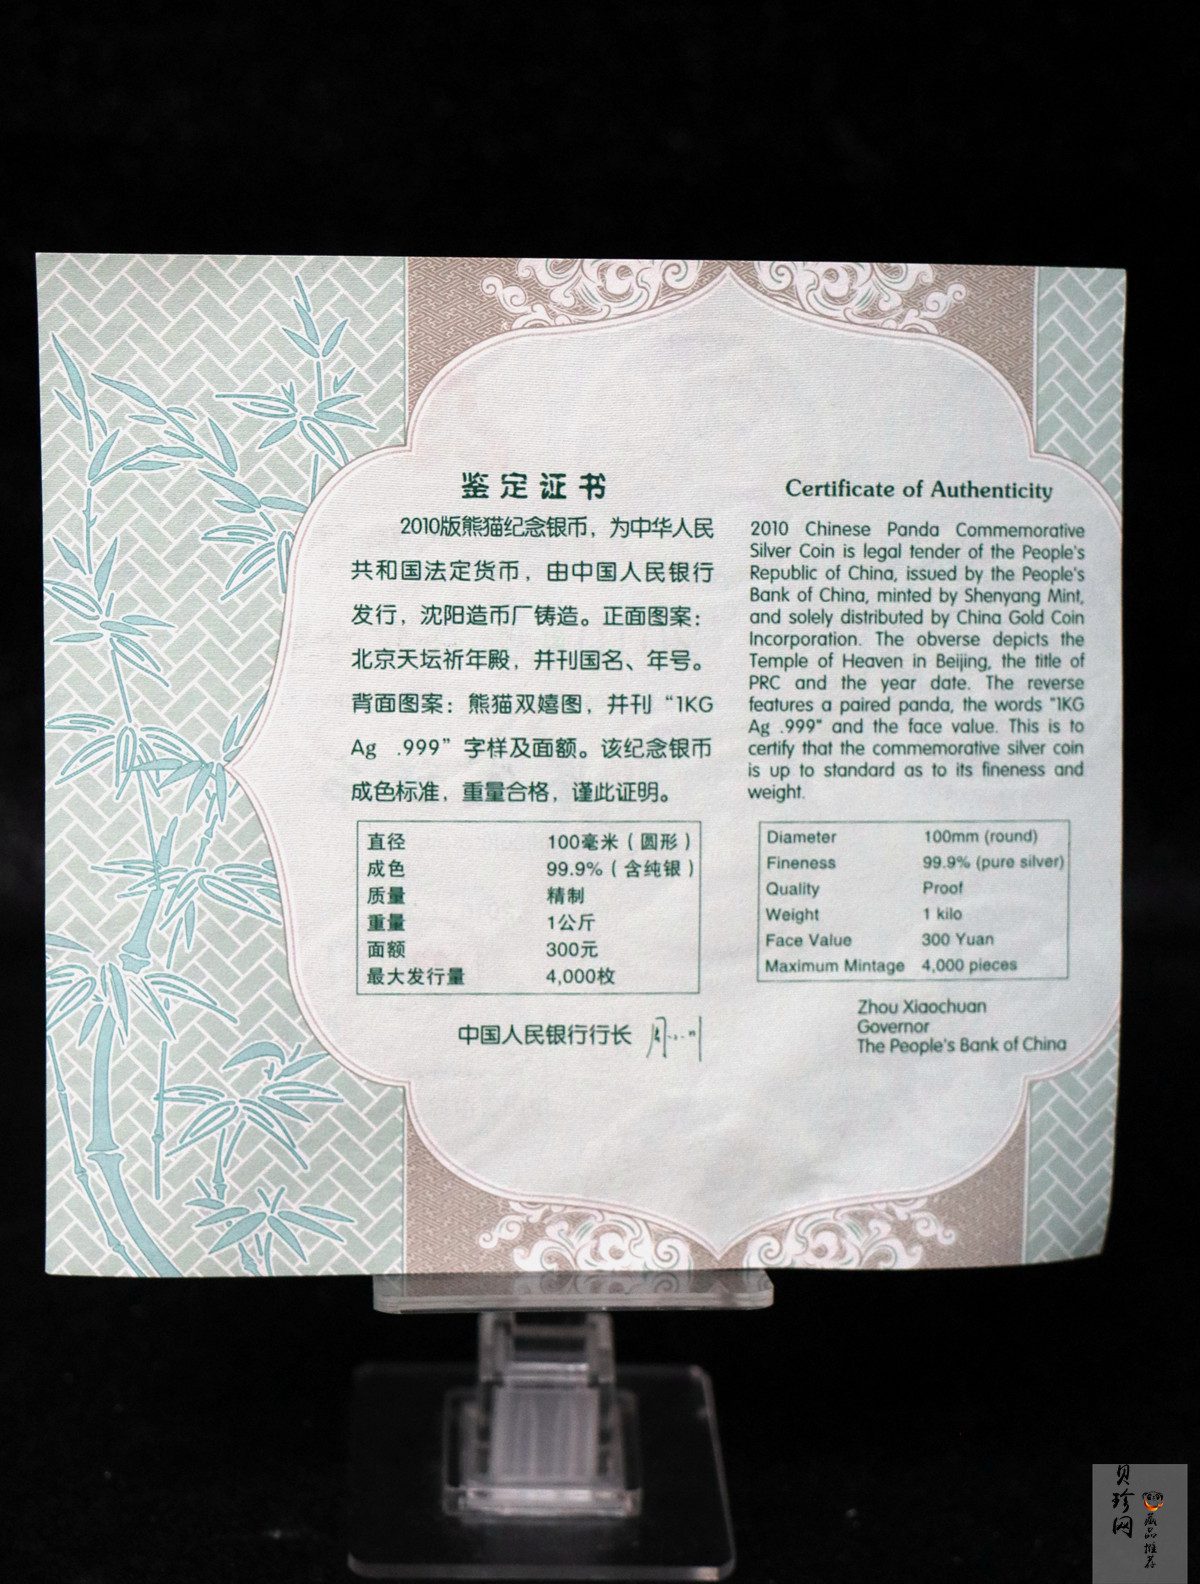 鉴定证书
2010版熊猫纪念银币，为中华人民
共和国法定货币，由中国人民银行
发行，沈阳造币厂铸造。正面图案：
北京天坛祈年殿，并刊国名、年号。
背面图案：熊猫双嬉图，并刊“1KG
Ag .999”字样及面额。该纪念银币
成色标准，重量合格，谨此证明。
直径 100毫米（圆形）
成色 99.9%（含纯银）
质量 精制
重量 1公斤
面额 300元
最大发行量 4,000枚
中国人民银行行长
Certificate of Authenticity
2010 Chinese Panda Commemorative
Silver Coin is legal tender of the People's
Republic of China, issued by the People's
Bank of China, minted by Shenyang Mint,
and solely distributed by China Gold Coin
Incorporation. The obverse depicts the
Temple of Heaven in Beijing, the title of
PRC and the year date. The reverse
features a paired panda, the words "1KG
Ag .999" and the face value. This is to
certify that the commemorative silver coin
is up to standard as to its fineness and
weight.
Diameter 100mm (round)
Fineness 99.9% (pure silver)
Quality Proof
Weight 1 kilo
Face Value 300 Yuan
Maximum Mintage 4,000 pieces
Zhou Xiaochuan
Governor
The People's Bank of China
贝珍网
藏品推荐